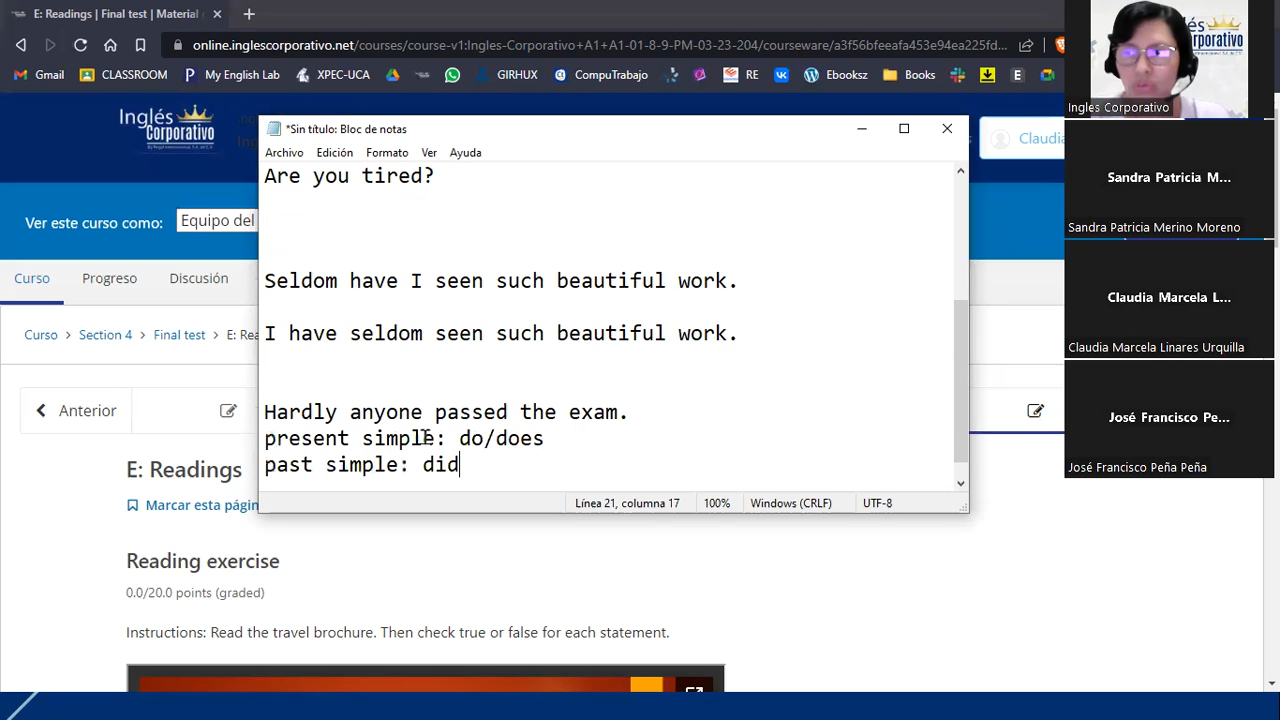 E: Readings | Final test | Material
online.inglescorporativo.net/courses/course-v1:Ingles-Corporativo+A1+A1-01-8-9-PM-03-23-204/courseware/a3f56bfeefa453e94ea225fd...
Gmail CLASSROOM My English Lab XPEC-UCA GIRHUX CompuTrabajo RE Ebooksz Books
Inglés Corporativo
Claudia
Ver este curso como: Equipo del
Curso Progreso Discusión
Curso Section 4 Final test E: Rea
Anterior
E: Readings
Marcar esta págin
Reading exercise
0.0/20.0 points (graded)
Instructions: Read the travel brochure. Then check true or false for each statement.
*Sin título: Bloc de notas
Archivo Edición Formato Ver Ayuda
Are you tired?
Seldom have I seen such beautiful work.
I have seldom seen such beautiful work.
Hardly anyone passed the exam.
present simple: do/does
past simple: did
Línea 21, columna 17 100% Windows (CRLF) UTF-8
Inglés Corporativo
Ingles Corporativo
Sandra Patricia M...
Sandra Patricia Merino Moreno
Claudia Marcela L...
Claudia Marcela Linares Urquilla
José Francisco Pe...
José Francisco Peña Peña